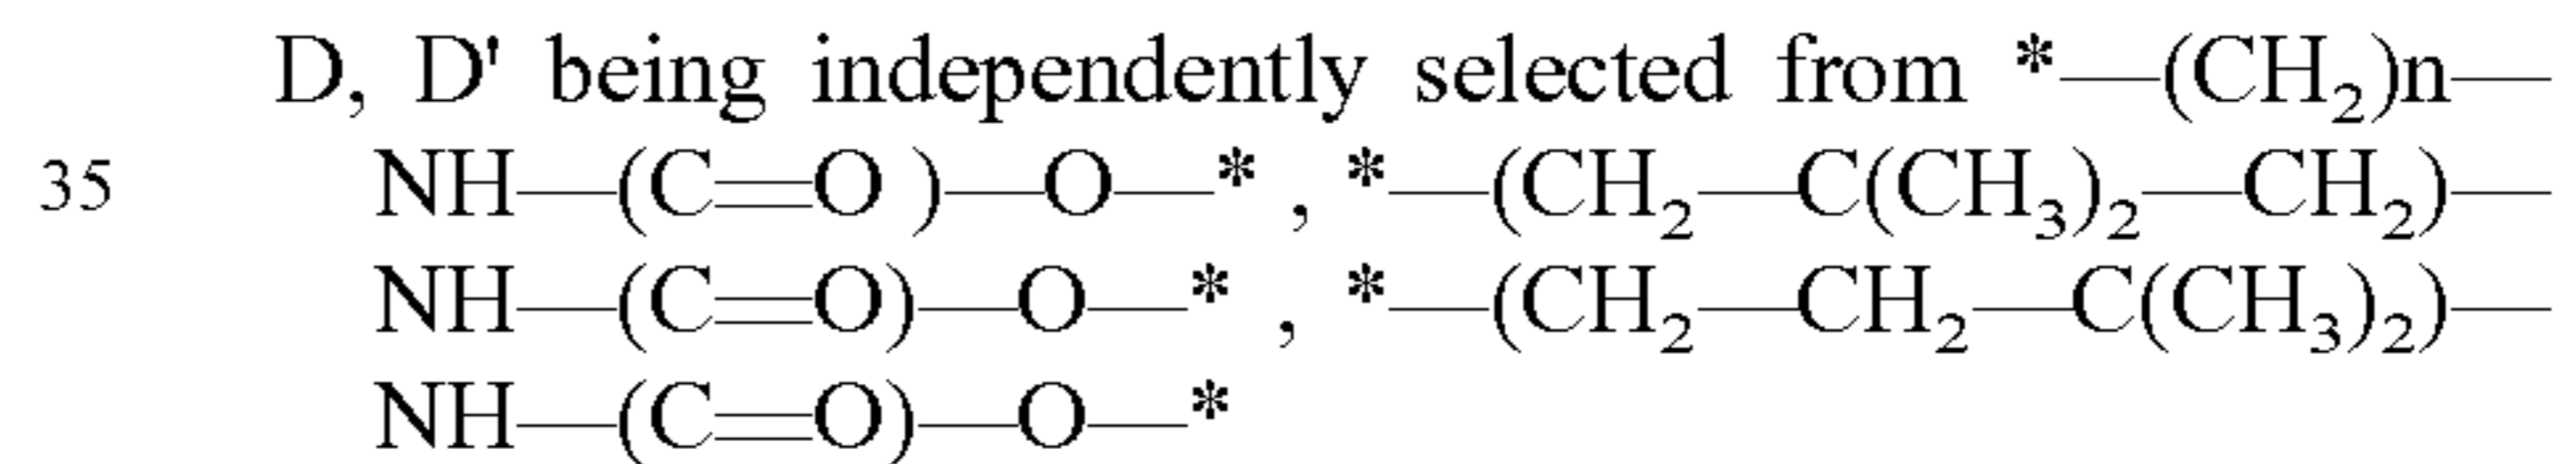 D, D' being independently selected from *—(CH₂)n—
35 NH—(C═O )—O—* , *—(CH₂—C(CH₃)₂—CH₂)—
NH—(C═O)—O—* , *—(CH₂—CH₂—C(CH₃)₂)—
NH—(C═O)—O—*